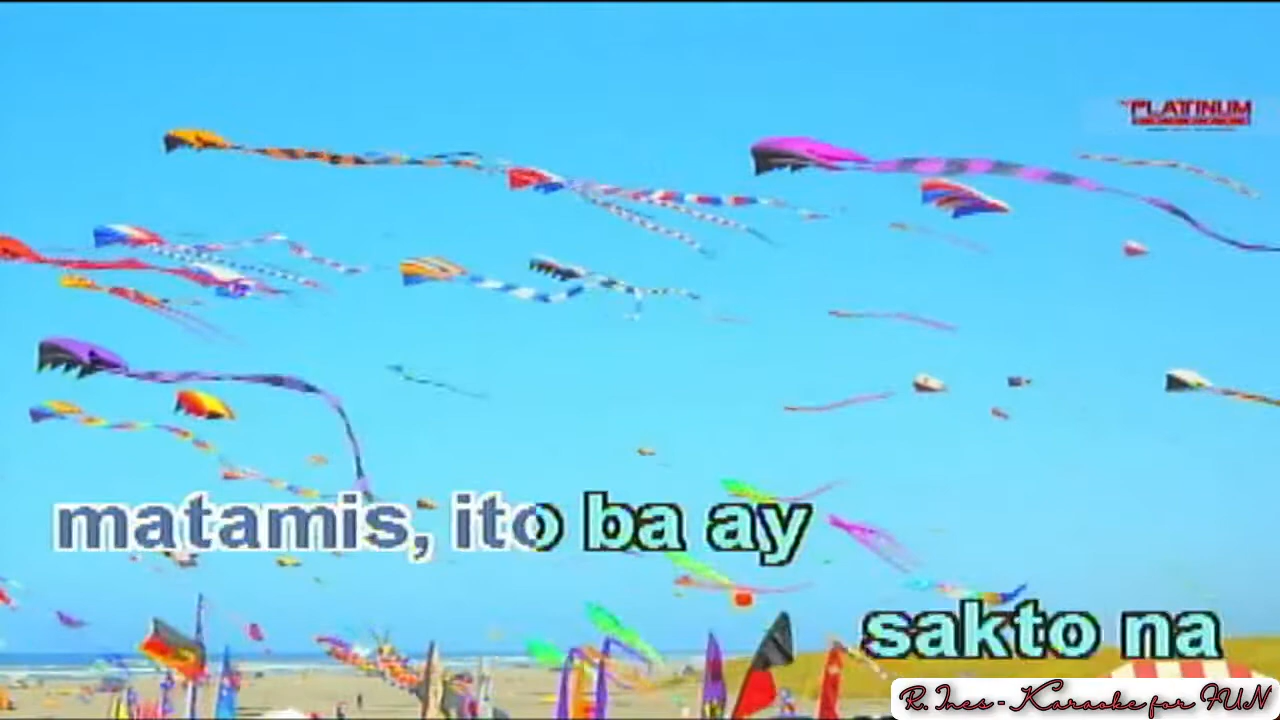 PLATINUM
matamis, ito ba ay
sakto na
R. Ines - Karaoke for FUN